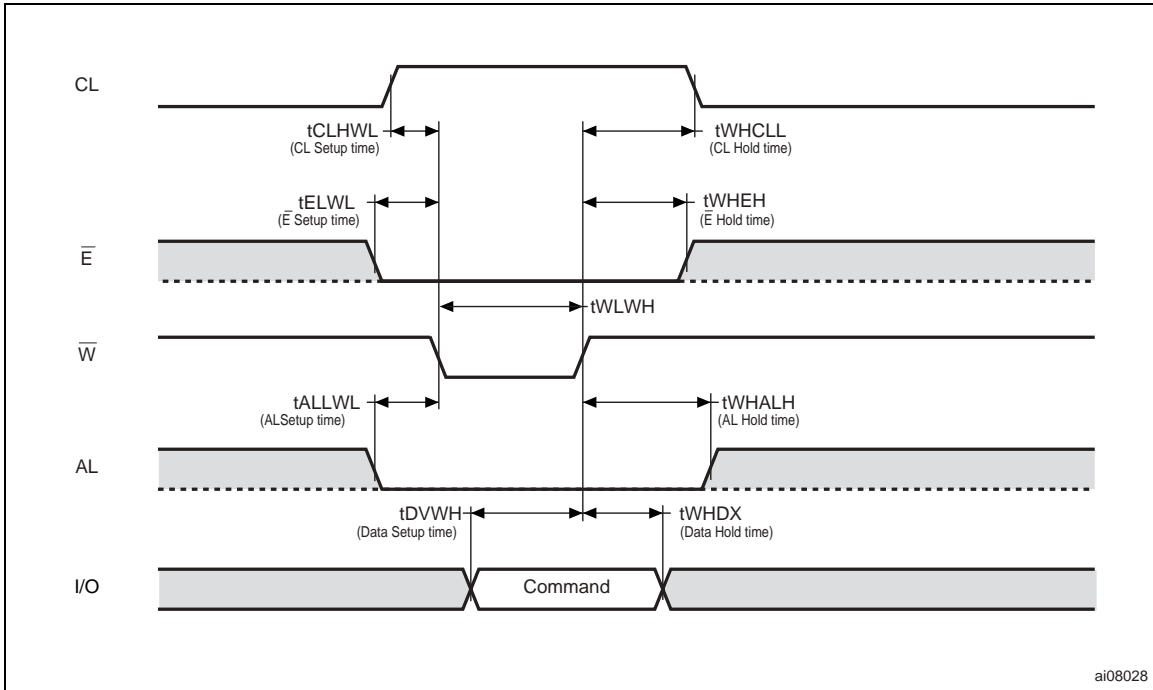 CL
tCLHWL
(CL Setup time)
tWHCLL
(CL Hold time)
tELWL
(E̅ Setup time)
tWHEH
(E̅ Hold time)
E̅
tWLWH
W̅
tALLWL
(ALSetup time)
tWHALH
(AL Hold time)
AL
tDVWH
(Data Setup time)
tWHDX
(Data Hold time)
I/O
Command
ai08028